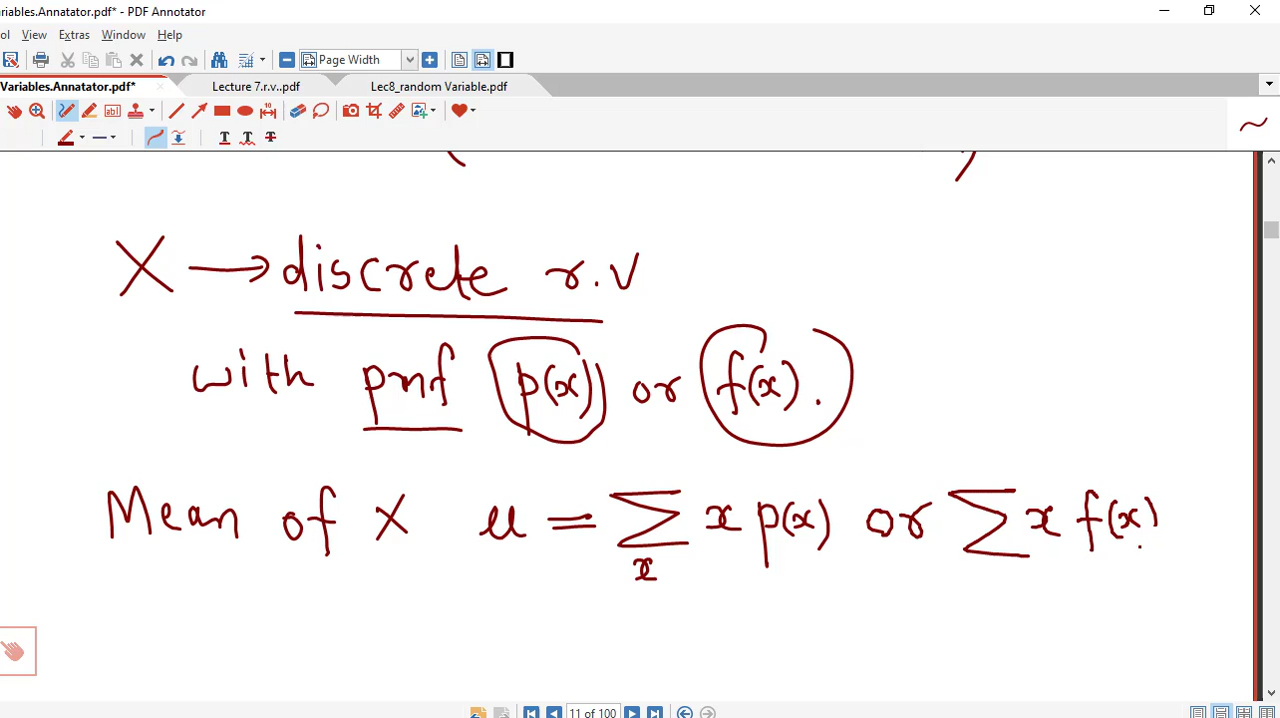 ariables.Annatator.pdf* - PDF Annotator
ol View Extras Window Help
Page Width
Variables.Annatator.pdf* Lecture 7.r.v..pdf Lec8_random Variable.pdf
X → discrete r.v
with pmf p(x) or f(x).
Mean of X μ = ∑ x p(x) or ∑ x f(x)
x
11 of 100